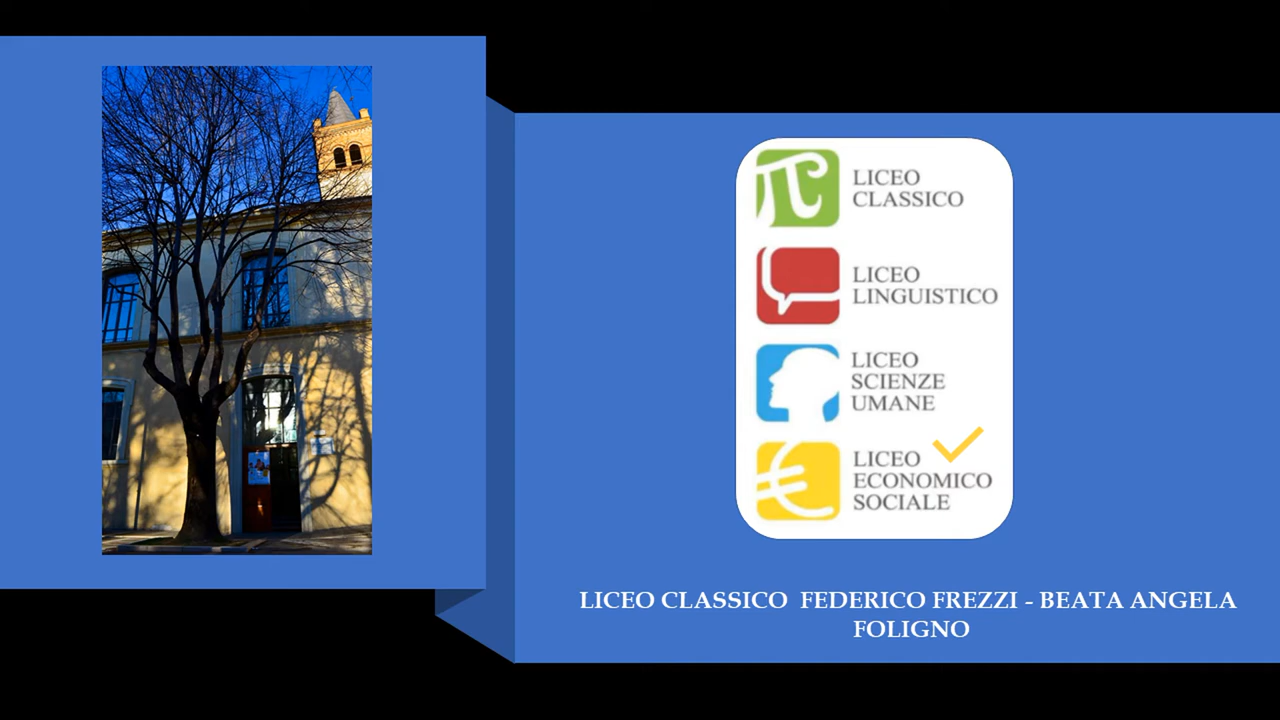 LICEO
CLASSICO
LICEO
LINGUISTICO
LICEO
SCIENZE
UMANE
LICEO
ECONOMICO
SOCIALE
LICEO CLASSICO  FEDERICO FREZZI - BEATA ANGELA
FOLIGNO